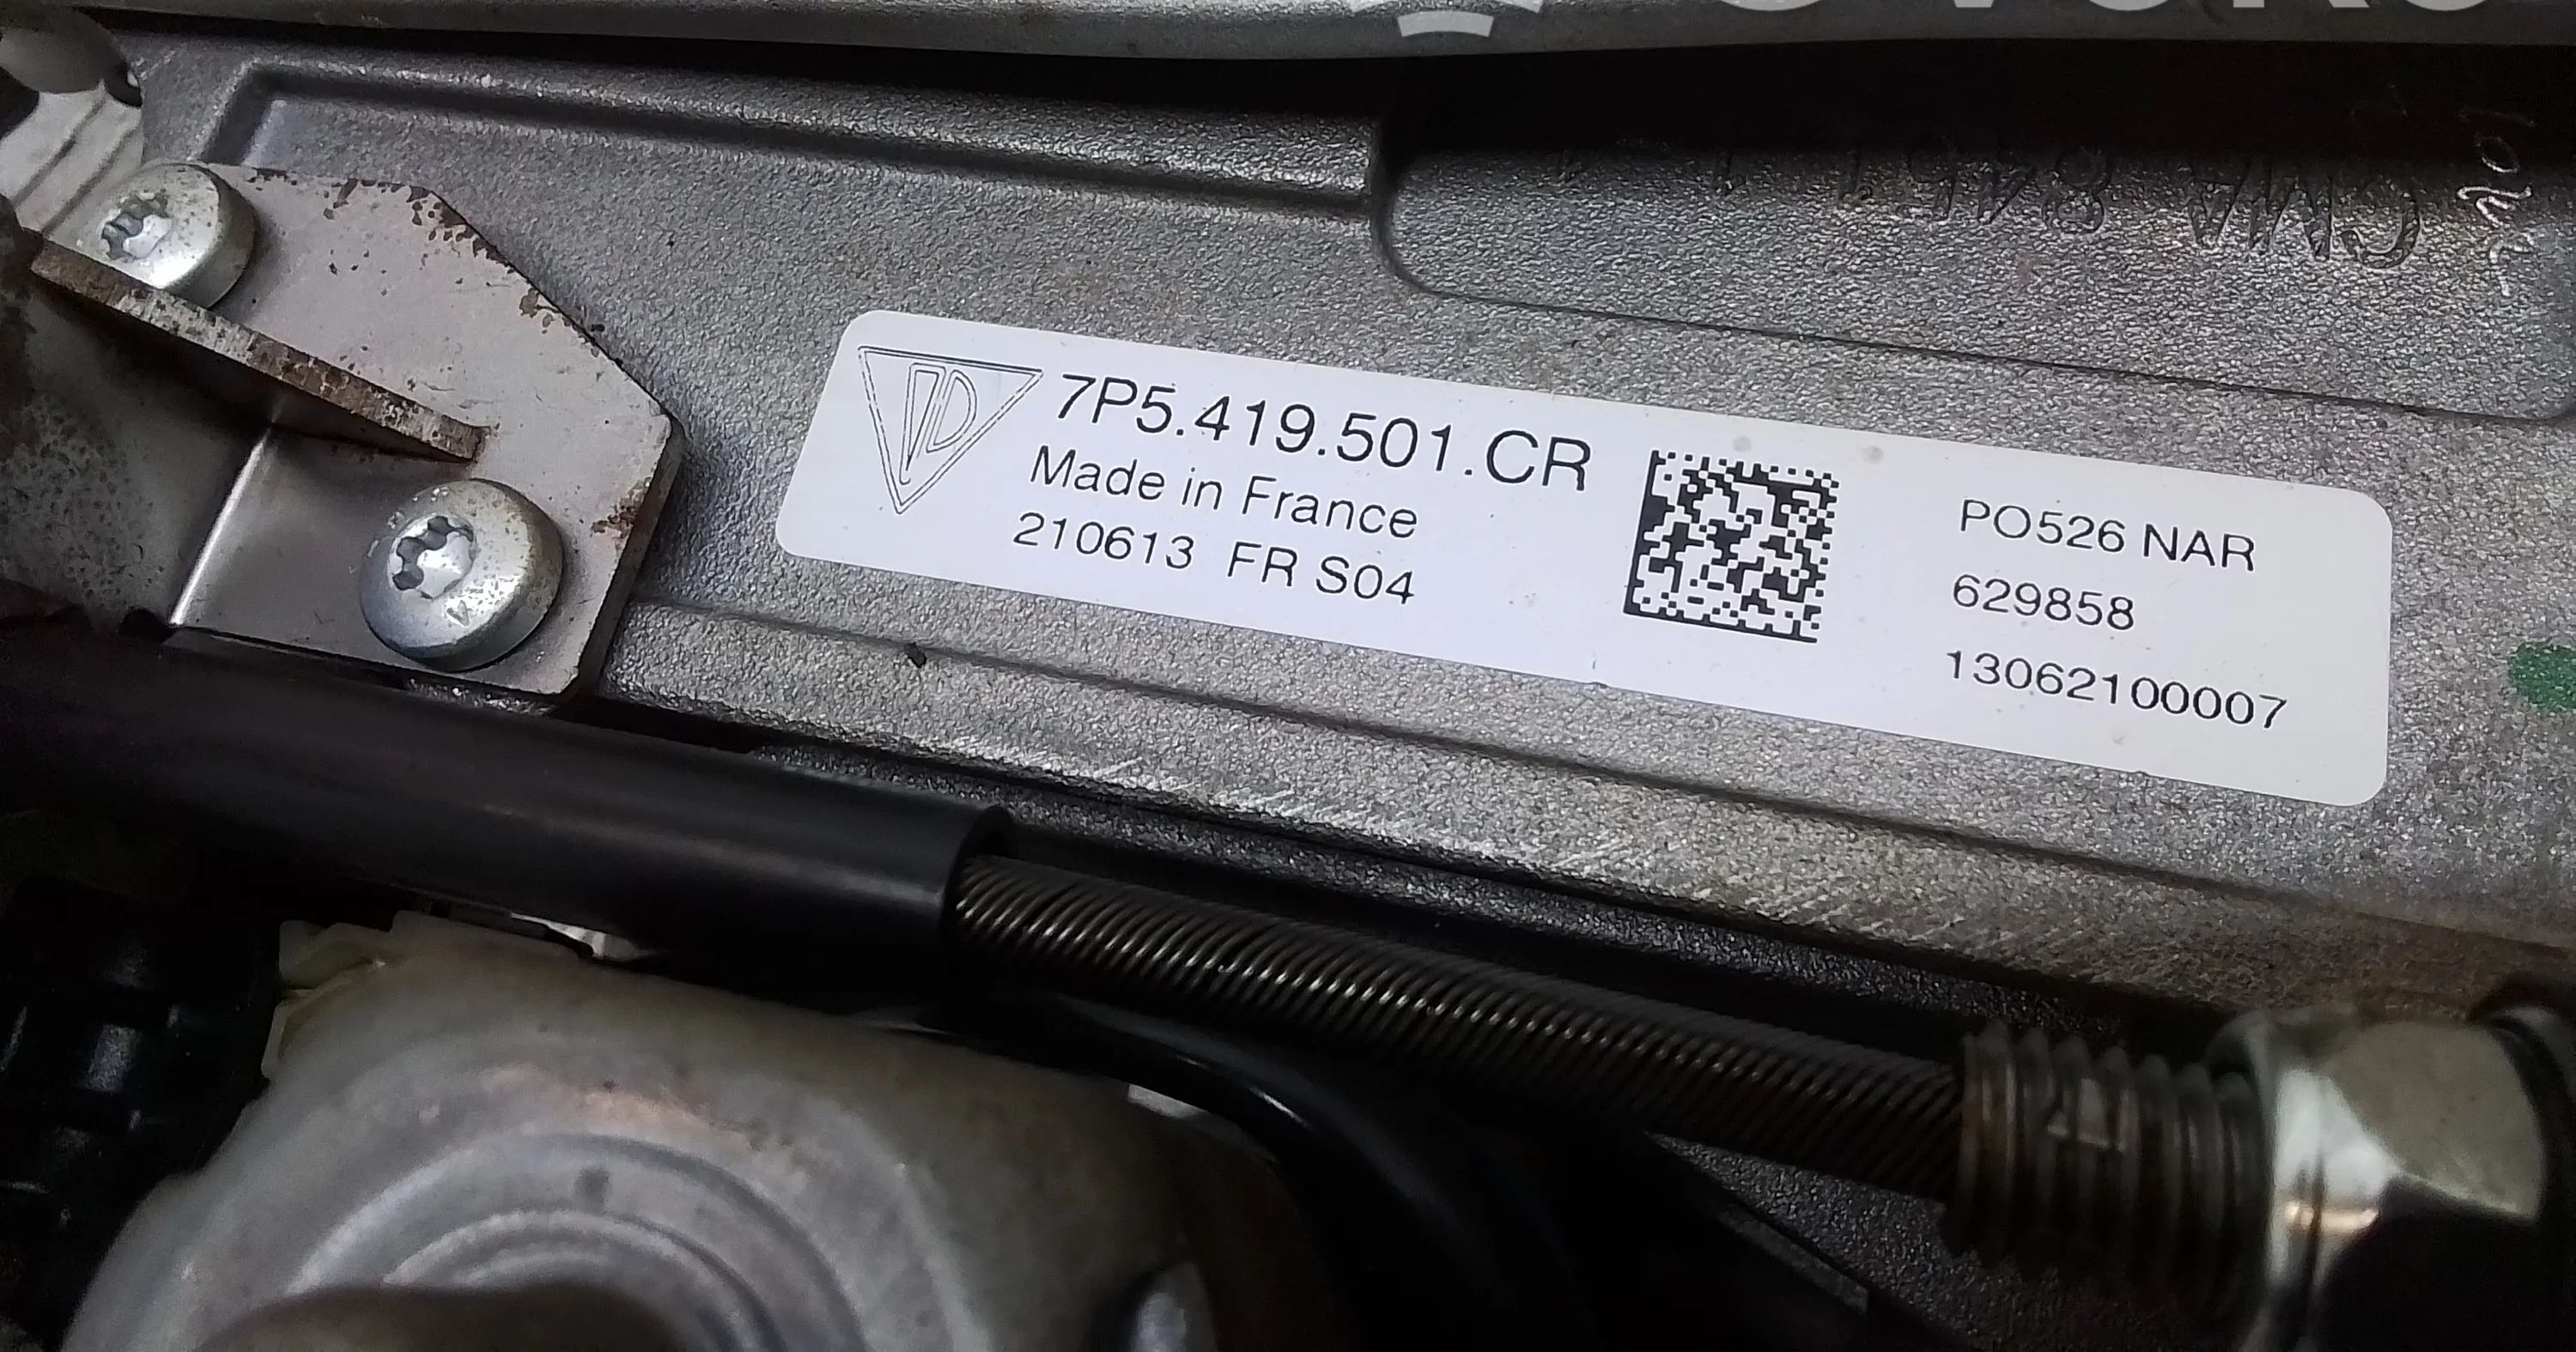 7P5.419.501.CR
Made in France
210613 FR S04
PO526 NAR
629858
13062100007